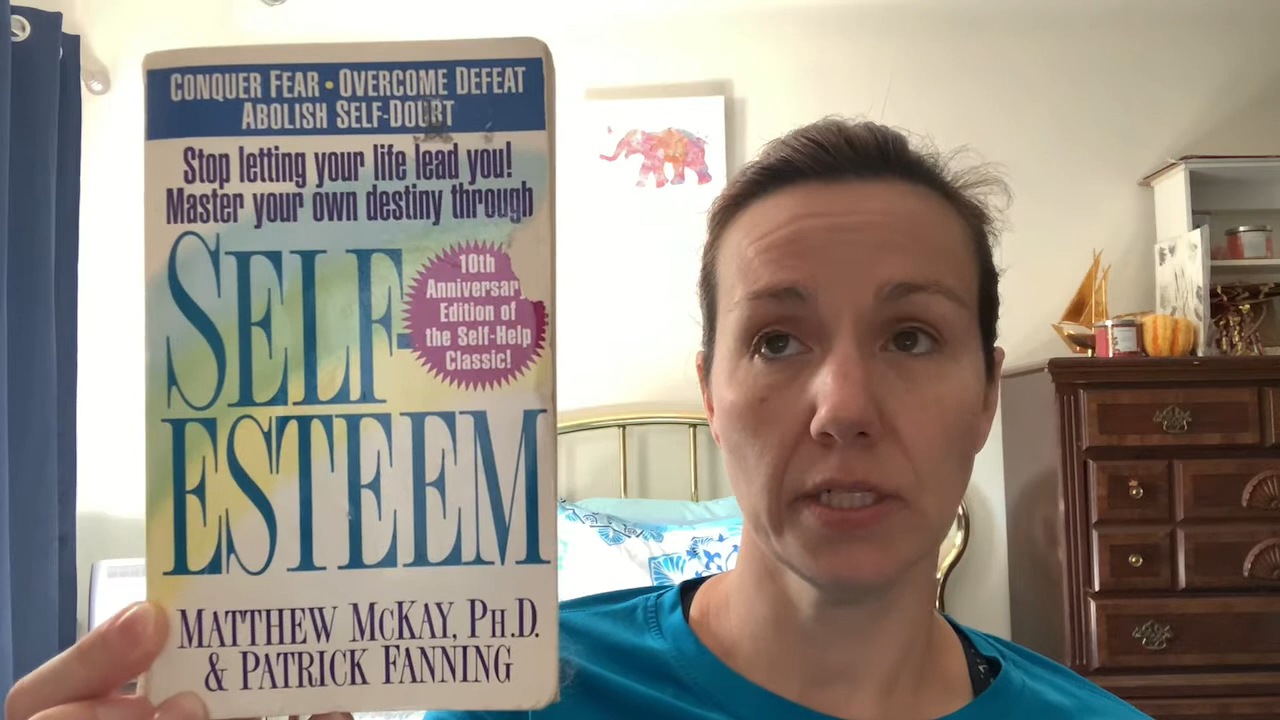 CONQUER FEAR • OVERCOME DEFEAT
ABOLISH SELF-DOUBT
Stop letting your life lead you!
Master your own destiny through
SELF-
ESTEEM
10th
Anniversar
Edition of
the Self-Help
Classic!
MATTHEW MCKAY, PH.D.
& PATRICK FANNING